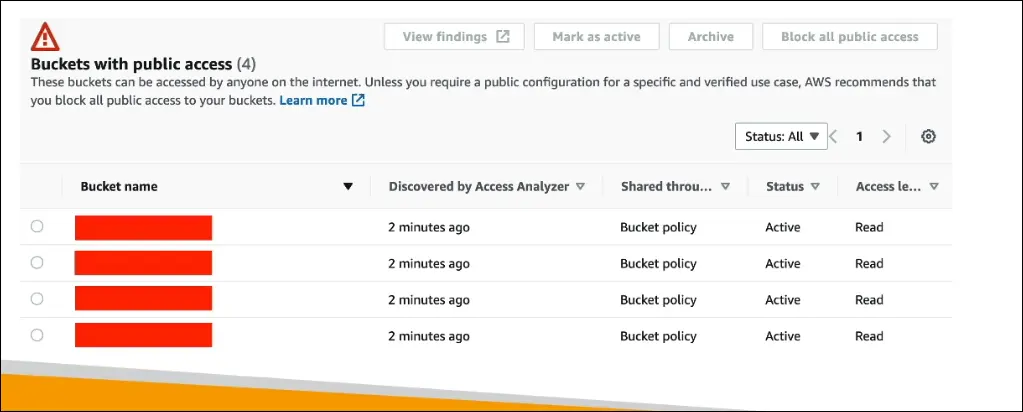 View findings
Mark as active
Archive
Block all public access
Buckets with public access (4)
These buckets can be accessed by anyone on the internet. Unless you require a public configuration for a specific and verified use case, AWS recommends that
you block all public access to your buckets. Learn more
Status: All
1
Bucket name Discovered by Access Analyzer Shared throu... Status Access le...
2 minutes ago Bucket policy Active Read
2 minutes ago Bucket policy Active Read
2 minutes ago Bucket policy Active Read
2 minutes ago Bucket policy Active Read